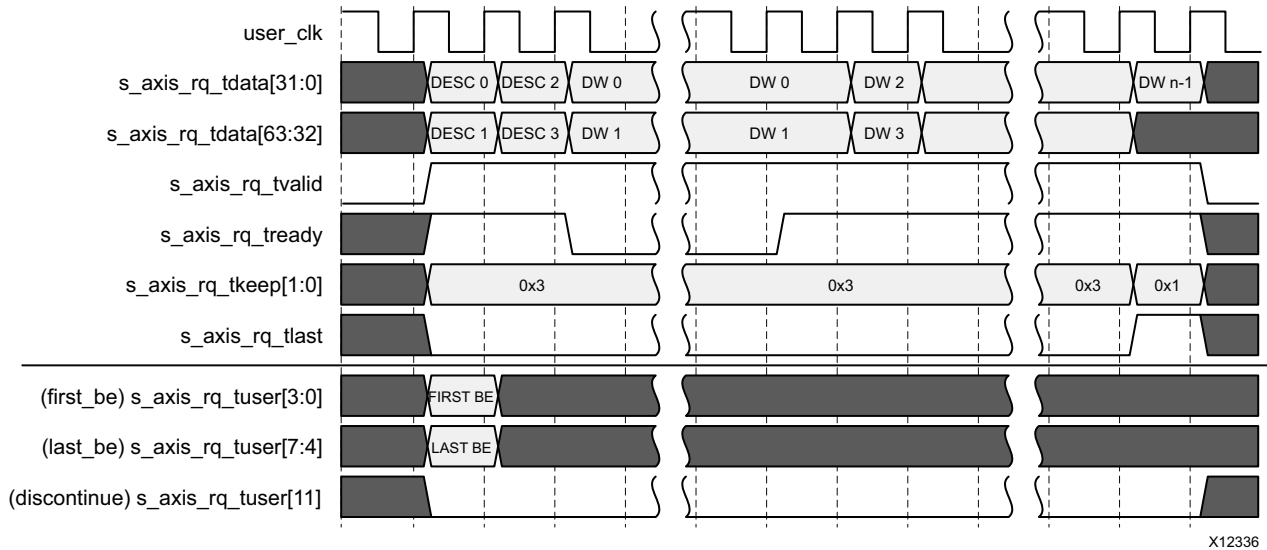 user_clk
s_axis_rq_tdata[31:0] DESC 0 DESC 2 DW 0 DW 0 DW 2 DW n-1
s_axis_rq_tdata[63:32] DESC 1 DESC 3 DW 1 DW 1 DW 3
s_axis_rq_tvalid
s_axis_rq_tready
s_axis_rq_tkeep[1:0] 0x3 0x3 0x3 0x1
s_axis_rq_tlast
(first_be) s_axis_rq_tuser[3:0] FIRST BE
(last_be) s_axis_rq_tuser[7:4] LAST BE
(discontinue) s_axis_rq_tuser[11]
X12336